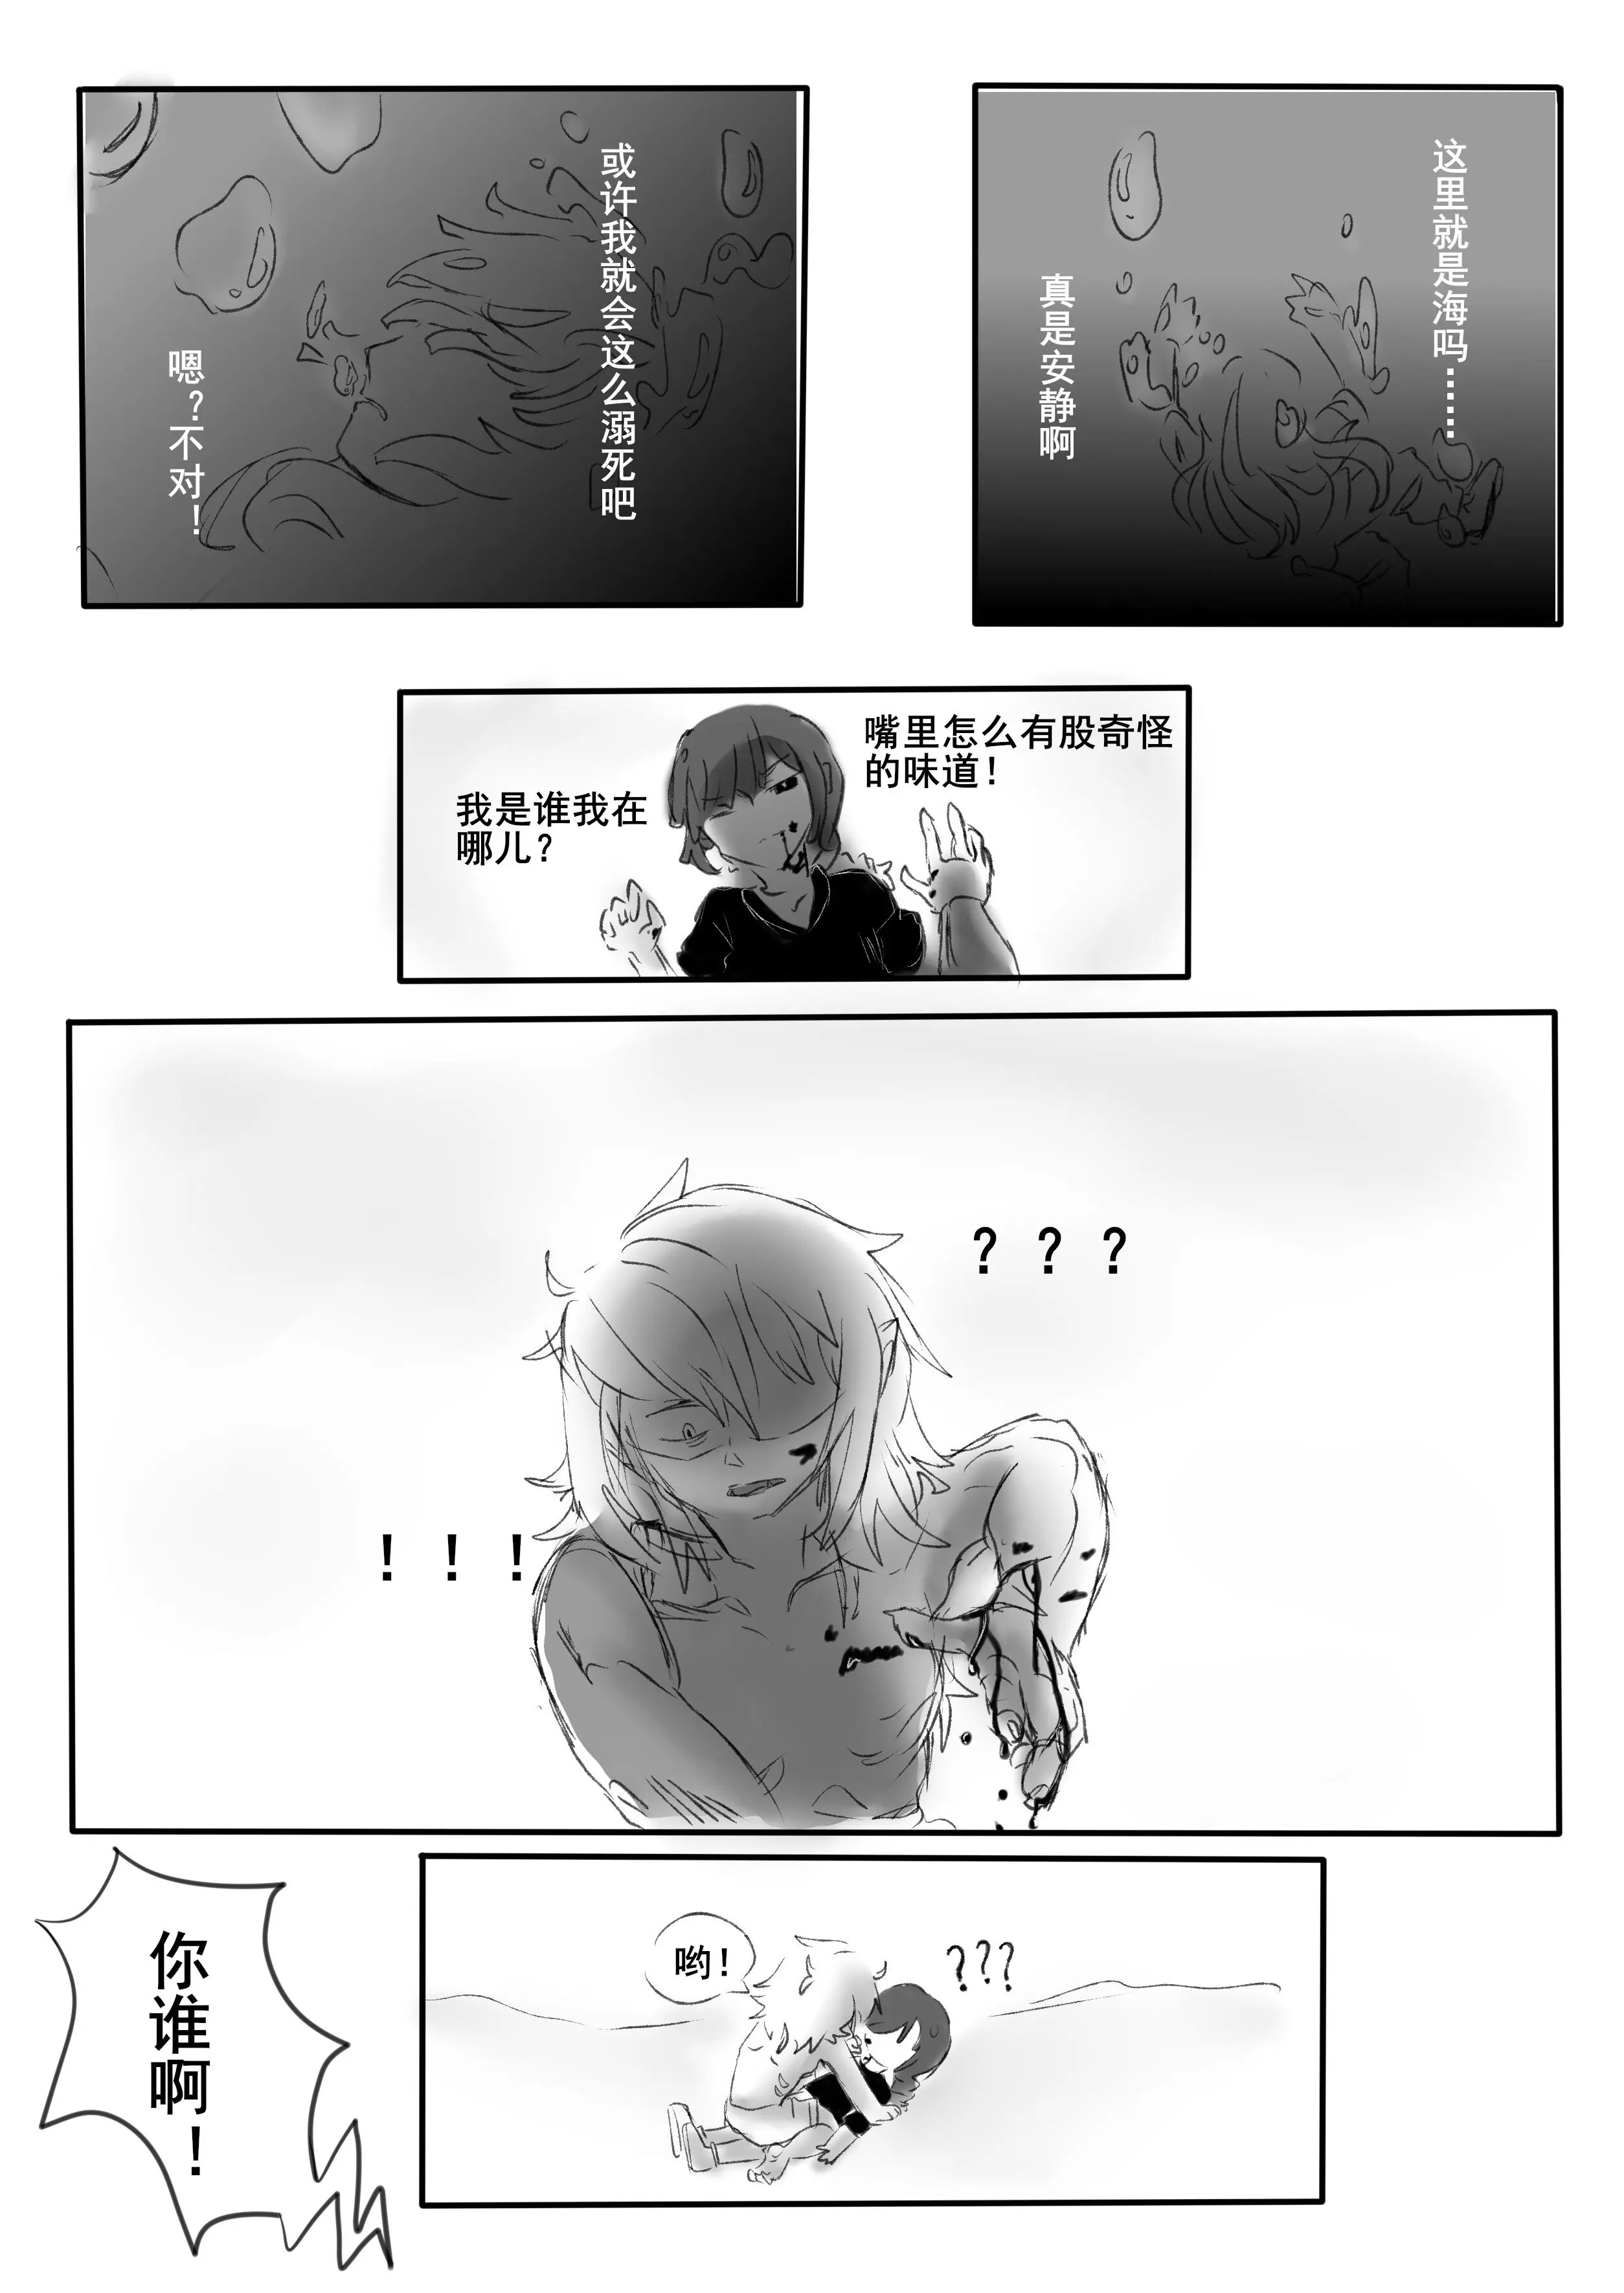 这里就是海吗……
真是安静啊
或许我就会这么溺死吧
嗯？不对！
嘴里怎么有股奇怪
的味道！
我是谁我在
哪儿？
？？？
！！！
哟！
???
你谁啊！